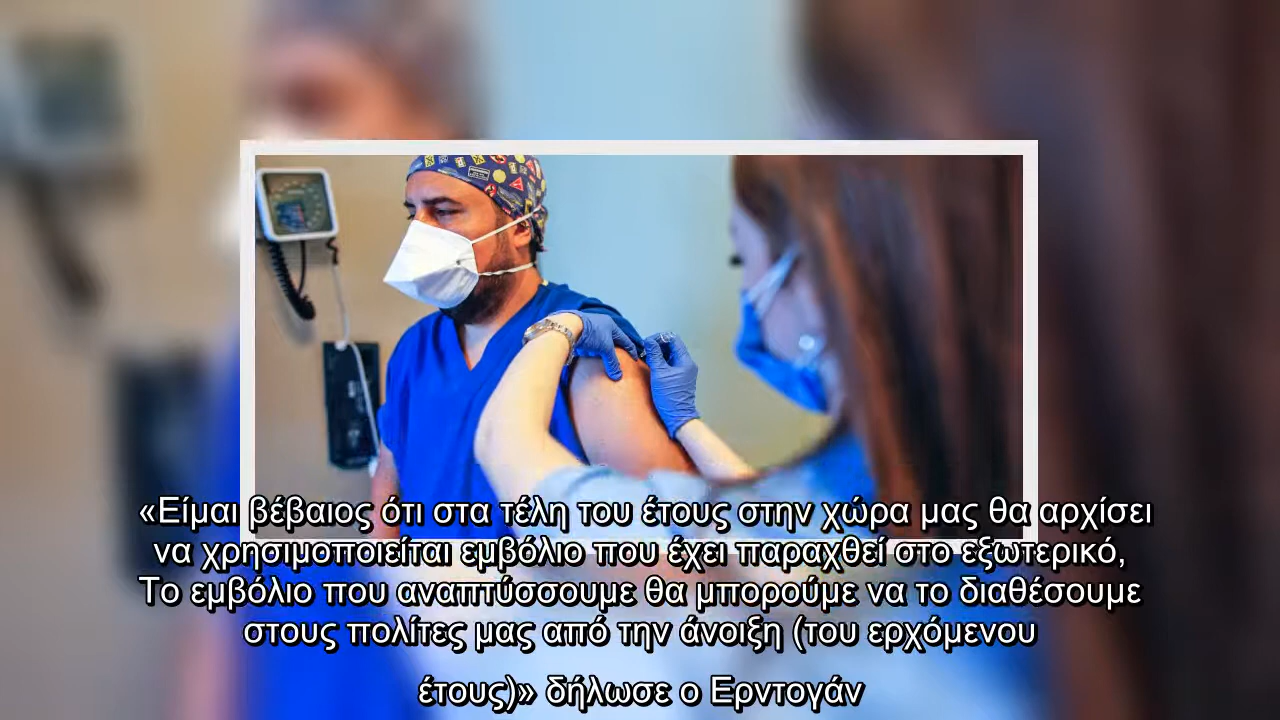 «Είμαι βέβαιος ότι στα τέλη του έτους στην χώρα μας θα αρχίσει
να χρησιμοποιείται εμβόλιο που έχει παραχθεί στο εξωτερικό,
Το εμβόλιο που αναπτύσσουμε θα μπορούμε να το διαθέσουμε
στους πολίτες μας από την άνοιξη (του ερχόμενου
έτους)» δήλωσε ο Ερντογάν